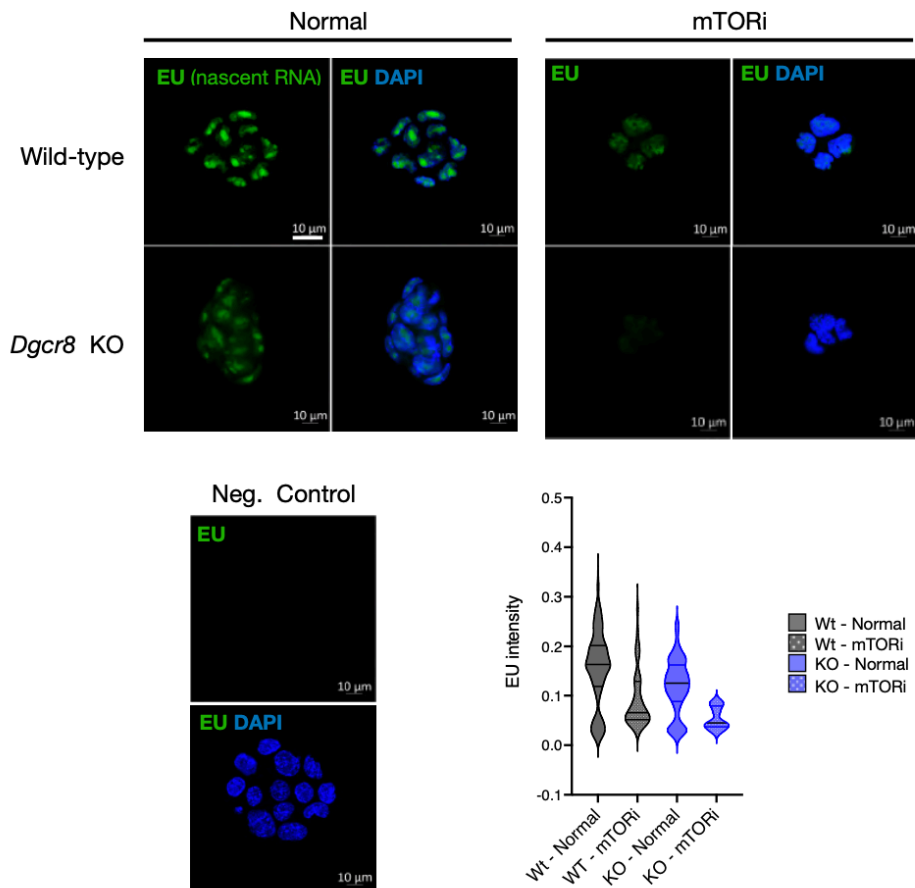 Normal
mTORi
EU (nascent RNA)
EU DAPI
EU
EU DAPI
Wild-type
10 µm
10 µm
10 µm
10 µm
Dgcr8 KO
10 µm
10 µm
10 µm
10 µm
Neg. Control
EU
10 µm
EU DAPI
10 µm
0.5
0.4
0.3
0.2
0.1
0.0
-0.1
EU intensity
Wt - Normal
WT - mTORi
KO - Normal
KO - mTORi
Wt - Normal
Wt - mTORi
KO - Normal
KO - mTORi